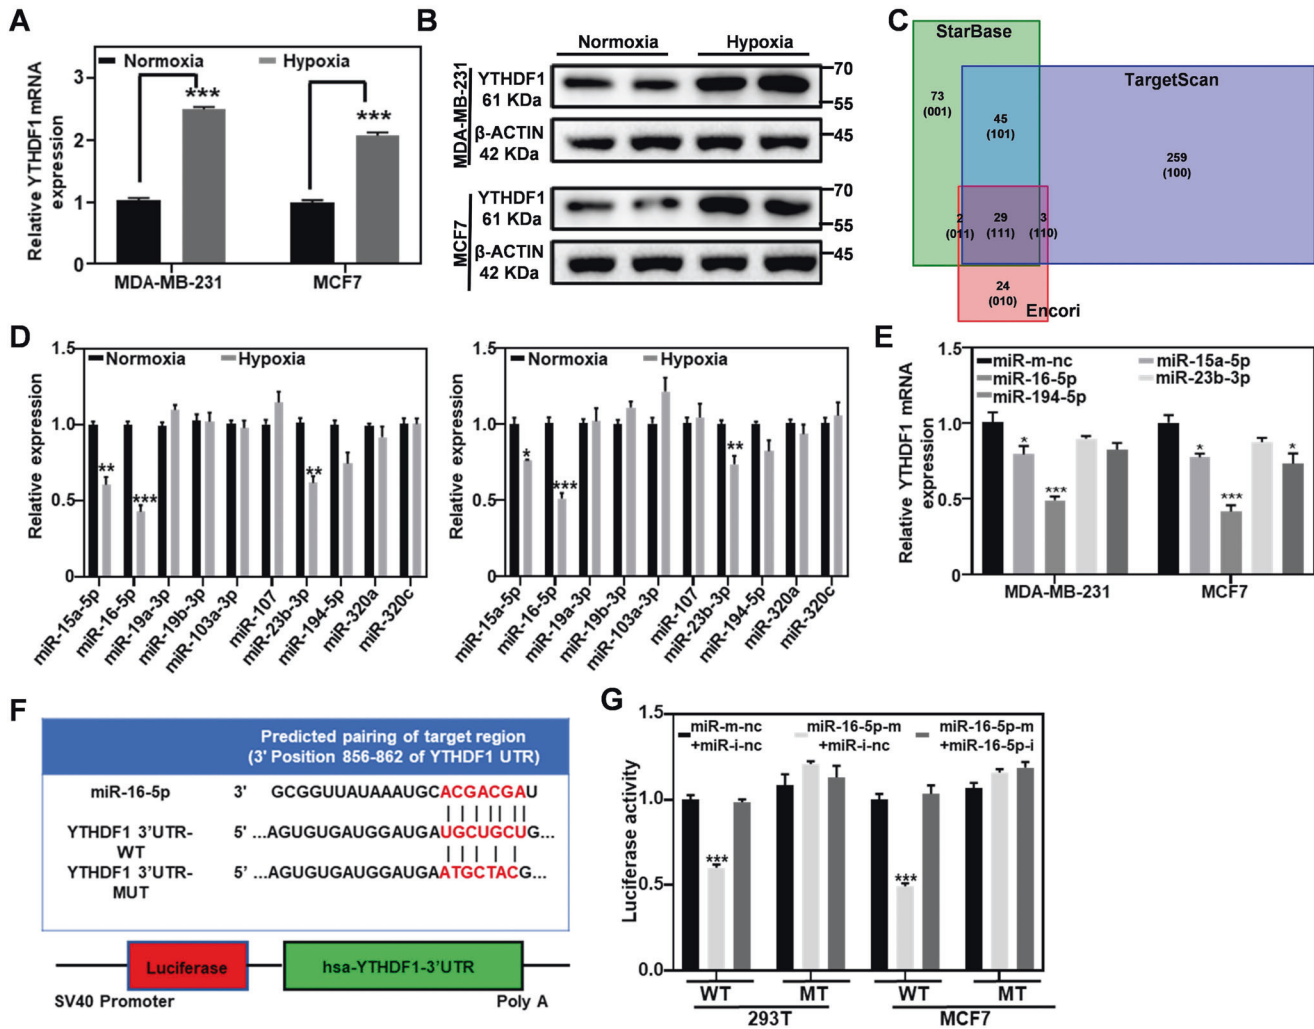 A
Relative YTHDF1 mRNA
expression
Normoxia
Hypoxia
3
2
1
0
***
***
MDA-MB-231
MCF7
B
Normoxia
Hypoxia
MDA-MB-231
YTHDF1
61 KDa
70
55
β-ACTIN
42 KDa
45
MCF7
YTHDF1
61 KDa
70
55
β-ACTIN
42 KDa
45
C
StarBase
TargetScan
73
(001)
45
(101)
259
(100)
2
(011)
29
(111)
3
(110)
24
(010)
Encori
D
Relative expression
1.5
1.0
0.5
0
Normoxia
Hypoxia
**
***
**
miR-15a-5p
miR-16-5p
miR-19a-3p
miR-19b-3p
miR-103a-3p
miR-107
miR-23b-3p
miR-194-5p
miR-320a
miR-320c
Relative expression
1.5
1.0
0.5
0
Normoxia
Hypoxia
*
***
**
miR-15a-5p
miR-16-5p
miR-19a-3p
miR-19b-3p
miR-103a-3p
miR-107
miR-23b-3p
miR-194-5p
miR-320a
miR-320c
E
Relative YTHDF1 mRNA
expression
1.5
1.0
0.5
0
miR-m-nc
miR-15a-5p
miR-16-5p
miR-23b-3p
miR-194-5p
*
***
*
***
*
MDA-MB-231
MCF7
F
Predicted pairing of target region
(3' Position 856-862 of YTHDF1 UTR)
miR-16-5p 3' GCGGUUAUAAAUGCACGACGAU
YTHDF1 3'UTR- 5' ...AGUGUGAUGGAUGAUGCUGCUG...
WT
YTHDF1 3'UTR- 5' ...AGUGUGAUGGAUGAATGCTACG...
MUT
Luciferase
hsa-YTHDF1-3'UTR
SV40 Promoter
Poly A
G
Luciferase activity
1.5
1.0
0.5
0.0
miR-m-nc
+miR-i-nc
miR-16-5p-m
+miR-i-nc
miR-16-5p-m
+miR-16-5p-i
***
***
WT
MT
WT
MT
293T
MCF7